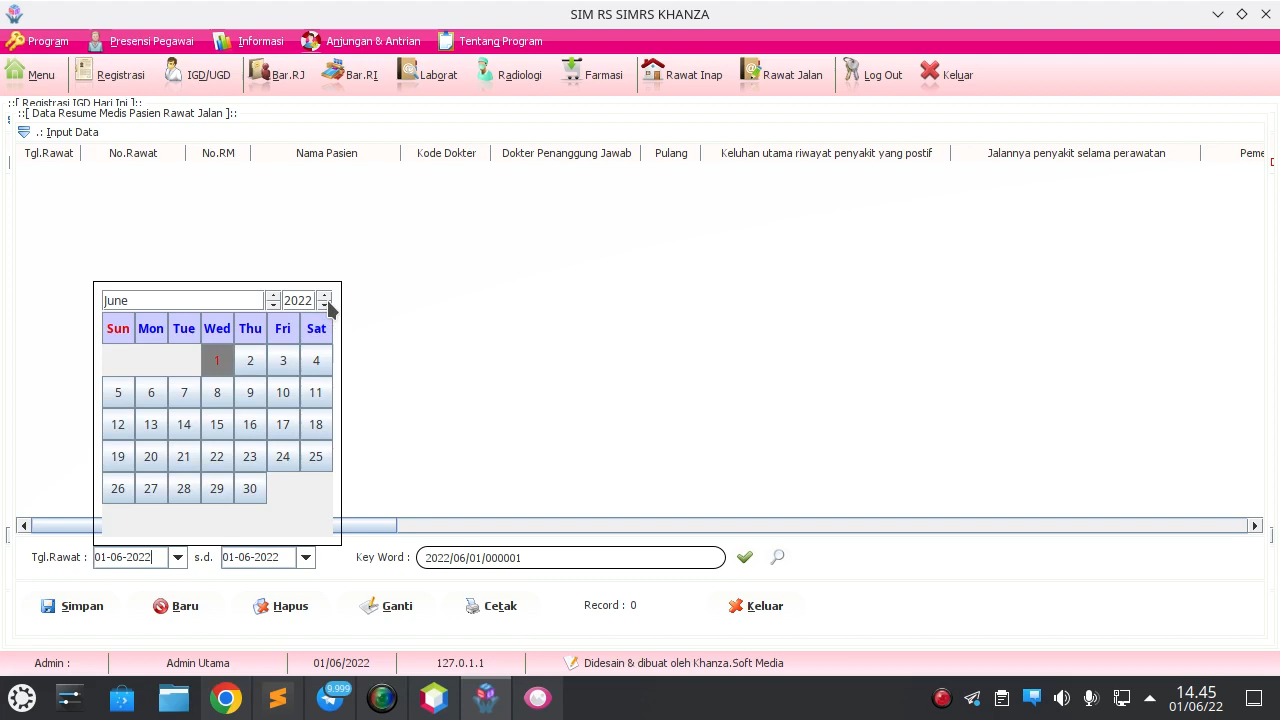 SIM RS SIMRS KHANZA
Program Presensi Pegawai Informasi Anjungan & Antrian Tentang Program
Menu Registrasi IGD/UGD Bar.RJ Bar.RI Laborat Radiologi Farmasi Rawat Inap Rawat Jalan Log Out Keluar
::[ Registrasi IGD Hari Ini ]::
::[ Data Resume Medis Pasien Rawat Jalan ]::
.: Input Data
Tgl.Rawat No.Rawat No.RM Nama Pasien Kode Dokter Dokter Penanggung Jawab Pulang Keluhan utama riwayat penyakit yang postif Jalannya penyakit selama perawatan Peme
June 2022
Sun Mon Tue Wed Thu Fri Sat
1 2 3 4
5 6 7 8 9 10 11
12 13 14 15 16 17 18
19 20 21 22 23 24 25
26 27 28 29 30
Tgl.Rawat : 01-06-2022 s.d. 01-06-2022 Key Word : 2022/06/01/000001
Simpan Baru Hapus Ganti Cetak Record : 0 Keluar
Admin : Admin Utama 01/06/2022 127.0.1.1 Didesain & dibuat oleh Khanza.Soft Media
9,999
14.45
01/06/22